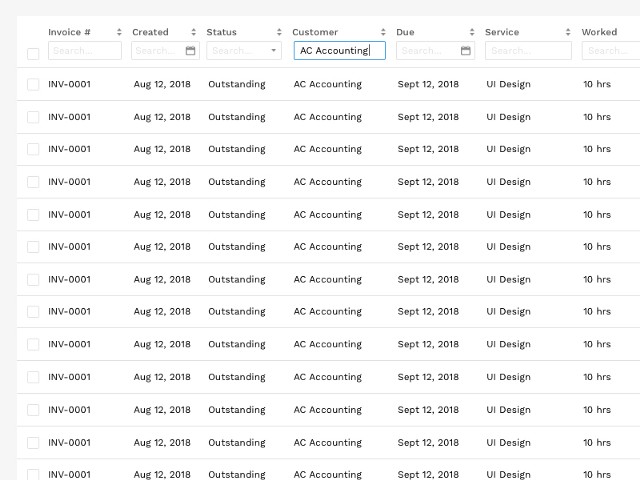 Invoice # Created Status Customer Due Service Worked
Search... Search... Search... AC Accounting Search... Search... Search...
INV-0001 Aug 12, 2018 Outstanding AC Accounting Sept 12, 2018 UI Design 10 hrs
INV-0001 Aug 12, 2018 Outstanding AC Accounting Sept 12, 2018 UI Design 10 hrs
INV-0001 Aug 12, 2018 Outstanding AC Accounting Sept 12, 2018 UI Design 10 hrs
INV-0001 Aug 12, 2018 Outstanding AC Accounting Sept 12, 2018 UI Design 10 hrs
INV-0001 Aug 12, 2018 Outstanding AC Accounting Sept 12, 2018 UI Design 10 hrs
INV-0001 Aug 12, 2018 Outstanding AC Accounting Sept 12, 2018 UI Design 10 hrs
INV-0001 Aug 12, 2018 Outstanding AC Accounting Sept 12, 2018 UI Design 10 hrs
INV-0001 Aug 12, 2018 Outstanding AC Accounting Sept 12, 2018 UI Design 10 hrs
INV-0001 Aug 12, 2018 Outstanding AC Accounting Sept 12, 2018 UI Design 10 hrs
INV-0001 Aug 12, 2018 Outstanding AC Accounting Sept 12, 2018 UI Design 10 hrs
INV-0001 Aug 12, 2018 Outstanding AC Accounting Sept 12, 2018 UI Design 10 hrs
INV-0001 Aug 12, 2018 Outstanding AC Accounting Sept 12, 2018 UI Design 10 hrs
INV-0001 Aug 12, 2018 Outstanding AC Accounting Sept 12, 2018 UI Design 10 hrs